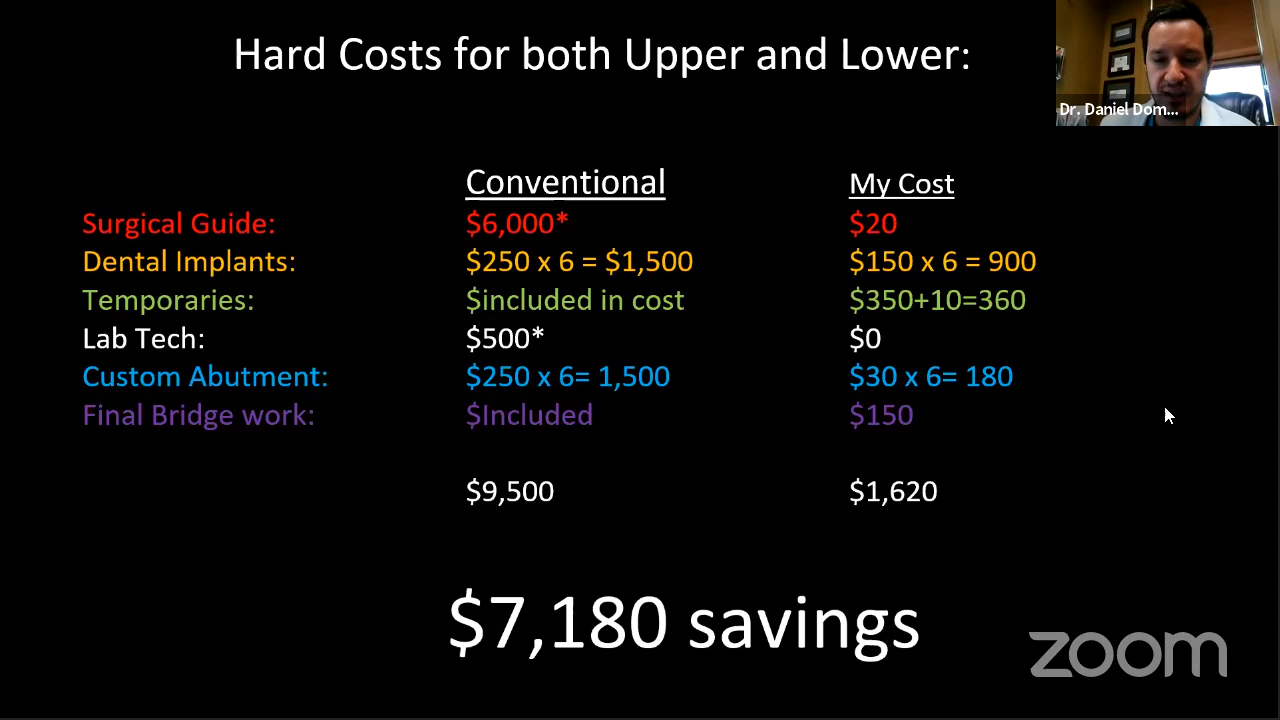 Hard Costs for both Upper and Lower:
Dr. Daniel Dom...
Conventional My Cost
Surgical Guide: $6,000* $20
Dental Implants: $250 x 6 = $1,500 $150 x 6 = 900
Temporaries: $included in cost $350+10=360
Lab Tech: $500* $0
Custom Abutment: $250 x 6= 1,500 $30 x 6= 180
Final Bridge work: $Included $150
$9,500 $1,620
$7,180 savings
zoom